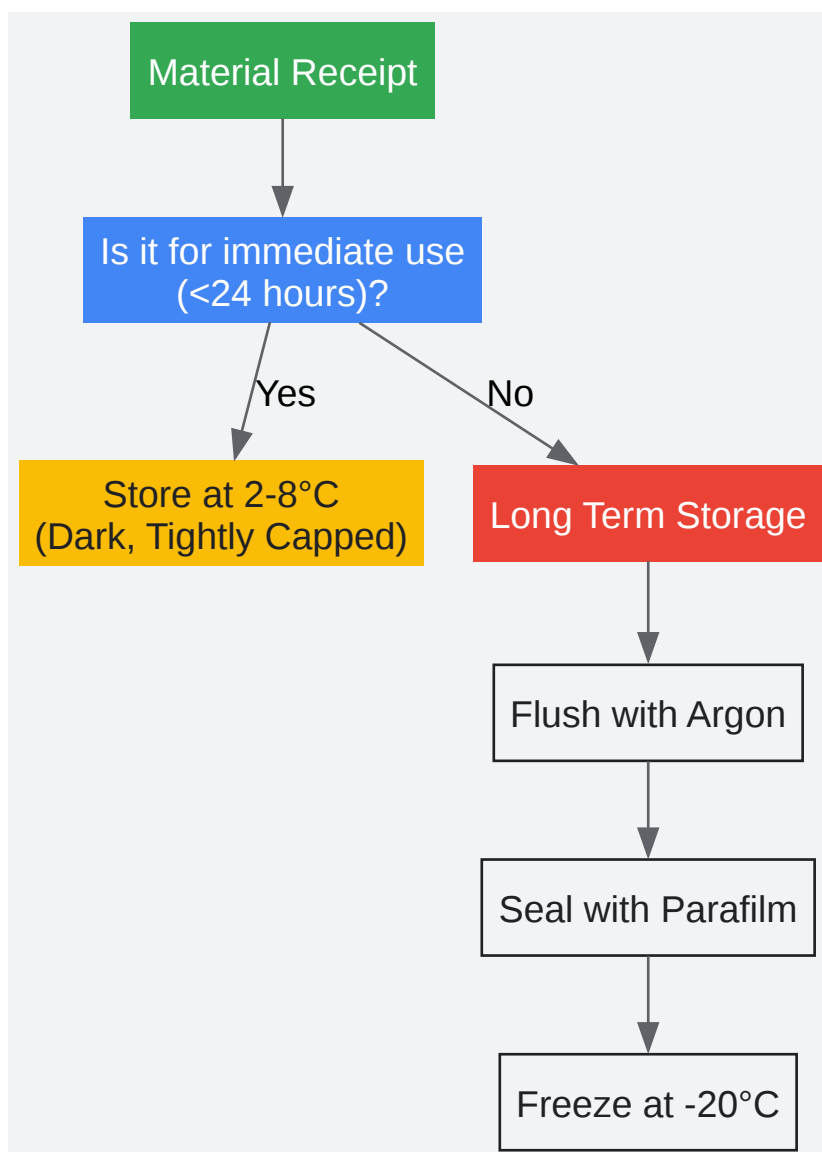 Material Receipt
Is it for immediate use
(<24 hours)?
Yes
No
Store at 2-8°C
(Dark, Tightly Capped)
Long Term Storage
Flush with Argon
Seal with Parafilm
Freeze at -20°C